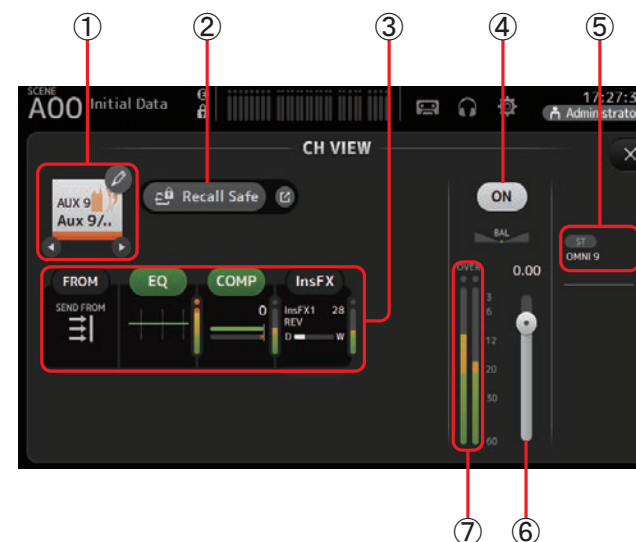 ① ② ③ ④ ⑤
SCENE
A00 Initial Data
17:27:3
Administrato
CH VIEW
AUX 9
Aux 9/..
Recall Safe
ON
BAL
ST
OMNI 9
OVER 0.00
3
6
12
20
30
60
FROM EQ COMP InsFX
SEND FROM
0
InsFX1 28
REV
D W
⑦ ⑥